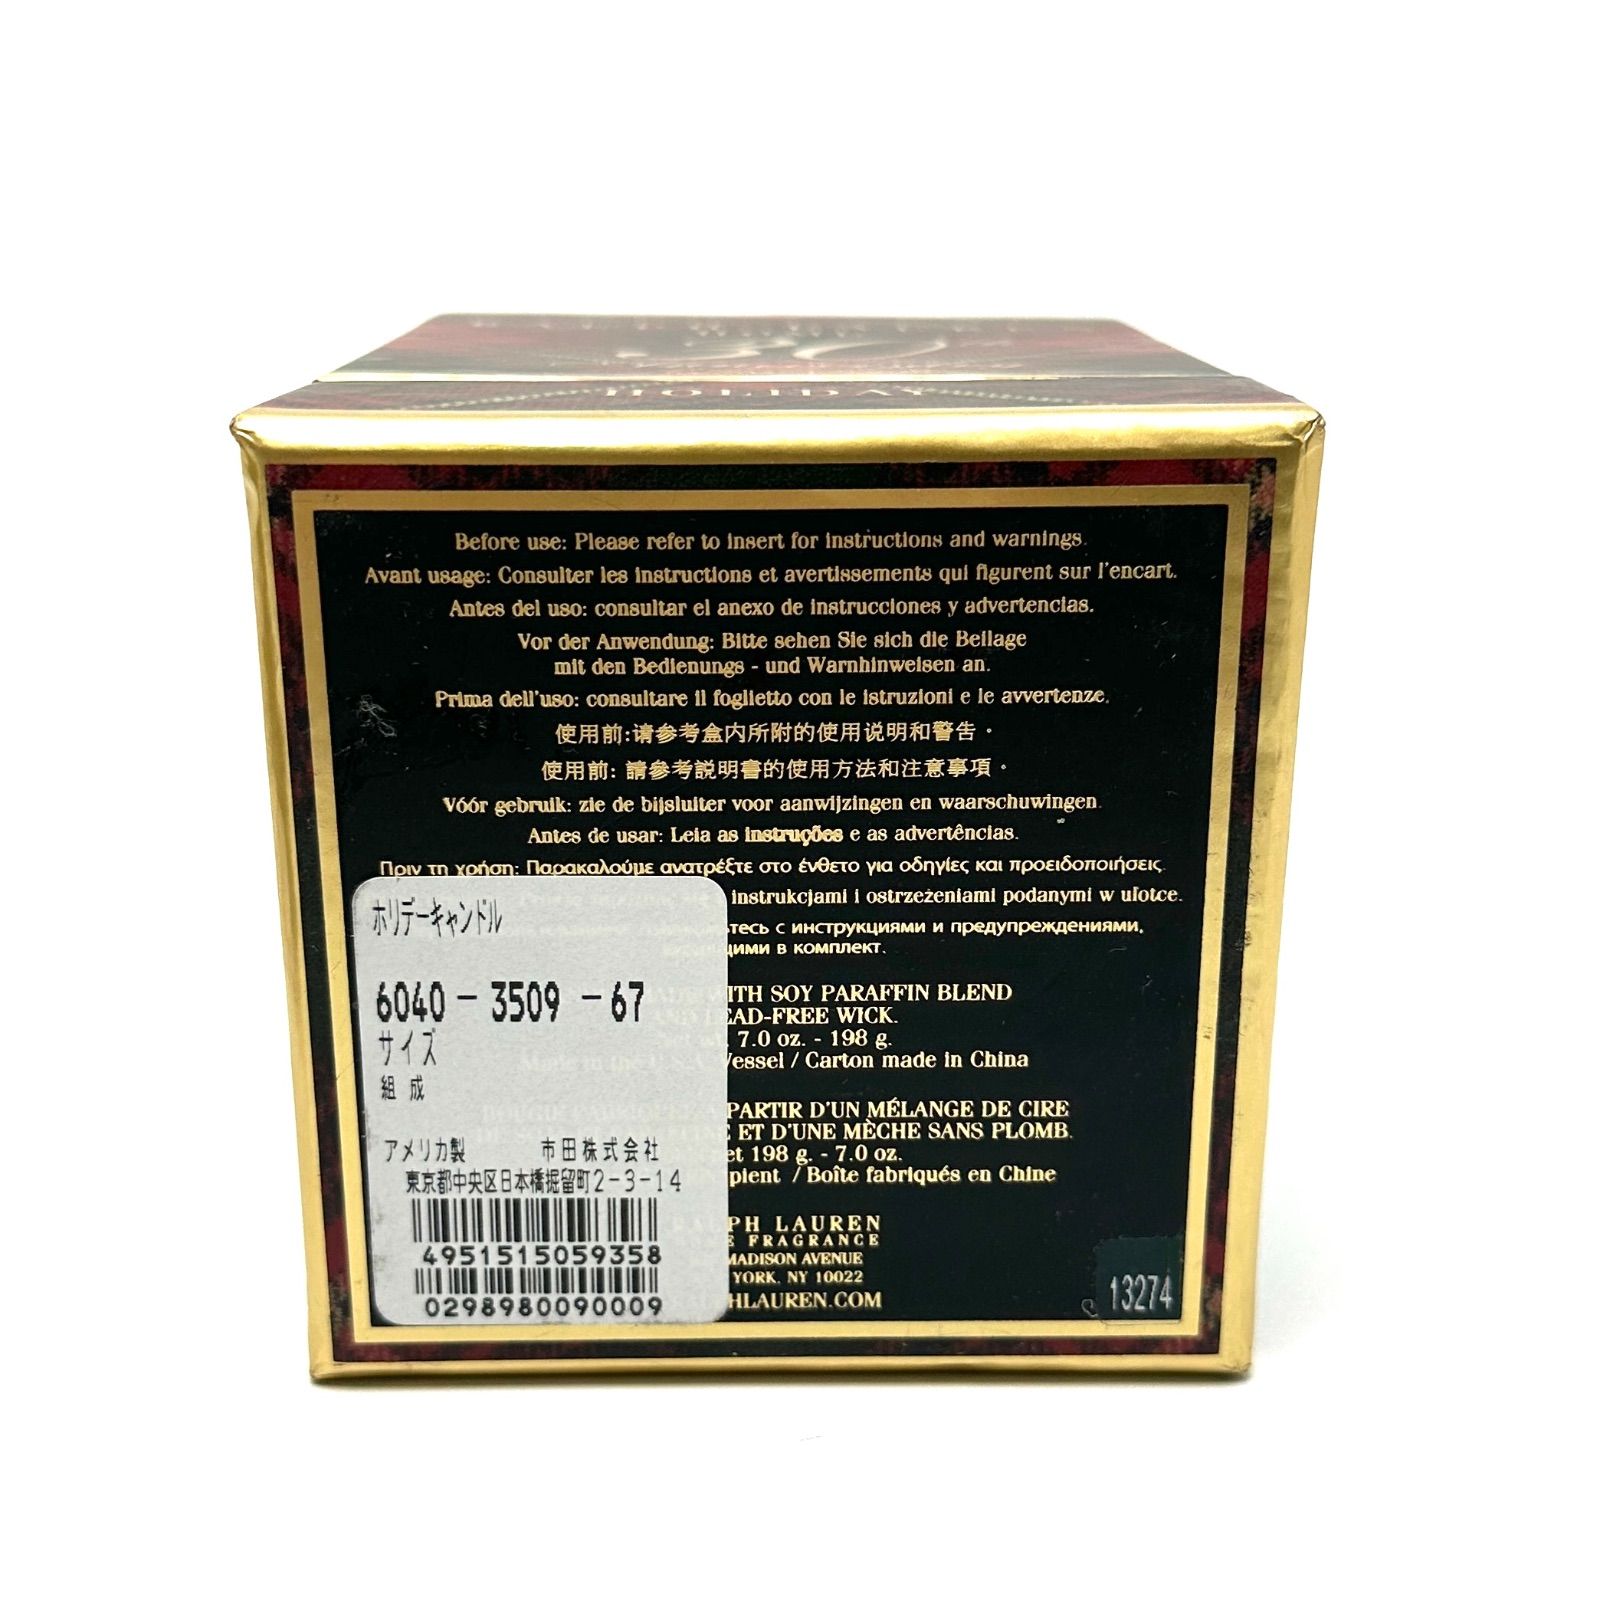 30
HOLIDAY
Before use: Please refer to insert for instructions and warnings.
Avant usage: Consulter les instructions et avertissements qui figurent sur l'encart.
Antes del uso: consultar el anexo de instrucciones y advertencias.
Vor der Anwendung: Bitte sehen Sie sich die Beilage
mit den Bedienungs - und Warnhinweisen an.
Prima dell'uso: consultare il foglietto con le istruzioni e le avvertenze.
使用前:请参考盒内所附的使用说明和警告。
使用前: 請參考説明書的使用方法和注意事項。
Vóór gebruik: zie de bijsluiter voor aanwijzingen en waarschuwingen.
Antes de usar: Leia as instruções e as advertências.
Πριν τη χρήση: Παρακαλούμε ανατρέξτε στο ένθετο για οδηγίες και προειδοποιήσεις.
instrukcjami i ostrzeżeniami podanymi w ulotce.
с инструкциями и предупреждениями,
в комплект.
WITH SOY PARAFFIN BLEND
AND LEAD-FREE WICK.
7.0 oz. - 198 g.
Made in the U.S.A. Vessel / Carton made in China
À PARTIR D'UN MÉLANGE DE CIRE
ET D'UNE MÈCHE SANS PLOMB.
198 g. - 7.0 oz.
/ Boîte fabriqués en Chine
RALPH LAUREN
FRAGRANCE
MADISON AVENUE
YORK, NY 10022
RALPHLAUREN.COM
13274
ホリデーキャンドル
6040-3509-67
サイズ
組成
アメリカ製 市田株式会社
東京都中央区日本橋堀留町2-3-14
4951515059358
0298980090009